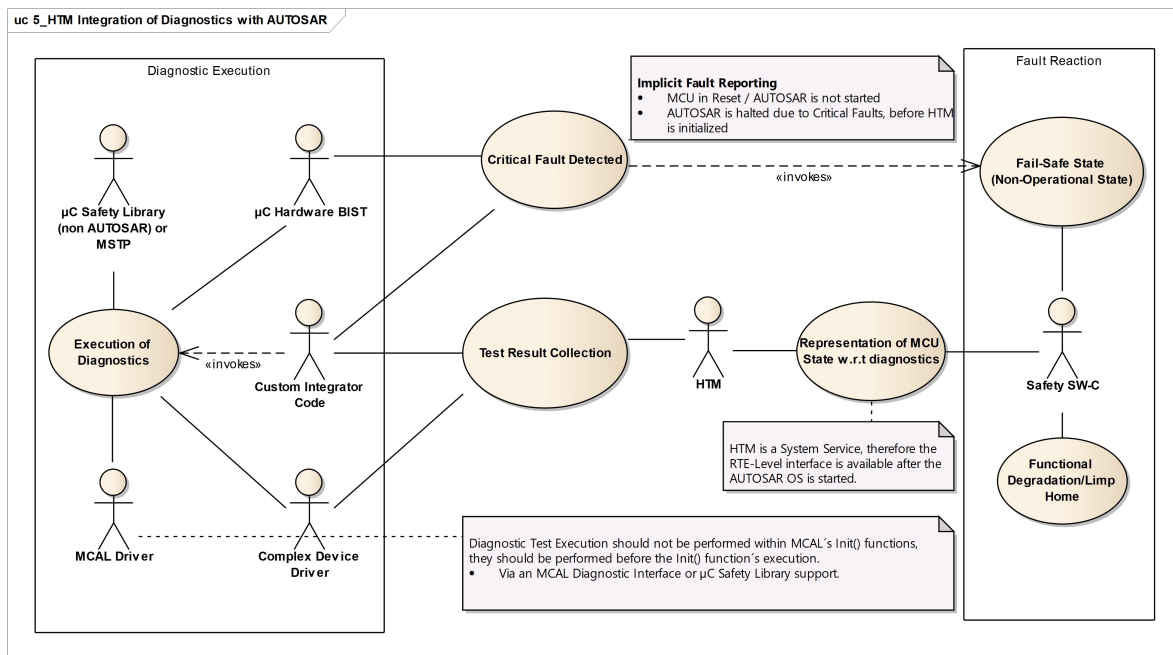 uc 5_HTM Integration of Diagnostics with AUTOSAR
Diagnostic Execution
Fault Reaction
Implicit Fault Reporting
• MCU in Reset / AUTOSAR is not started
• AUTOSAR is halted due to Critical Faults, before HTM
is initialized
Critical Fault Detected
«invokes»
Fail-Safe State
(Non-Operational State)
µC Safety Library
(non AUTOSAR) or
MSTP
µC Hardware BIST
Execution of
Diagnostics
«invokes»
Custom Integrator
Code
Test Result Collection
HTM
Representation of MCU
State w.r.t diagnostics
Safety SW-C
HTM is a System Service, therefore the
RTE-Level interface is available after the
AUTOSAR OS is started.
Functional
Degradation/Limp
Home
MCAL Driver
Complex Device
Driver
Diagnostic Test Execution should not be performed within MCAL´s Init() functions,
they should be performed before the Init() function´s execution.
• Via an MCAL Diagnostic Interface or µC Safety Library support.